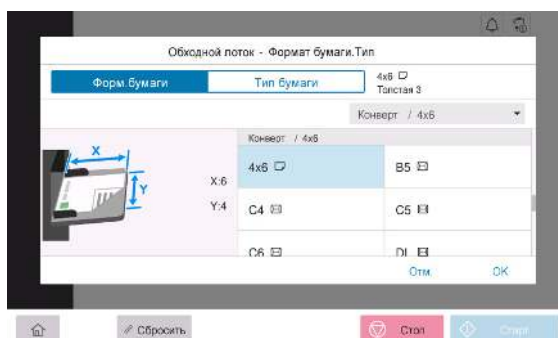 Обходной лоток - Формат бумаги.Тип
Форм.бумаги
Тип бумаги
4x6
Толстая 3
Конверт / 4x6
Конверт / 4x6
X
Y
X:6
Y:4
4x6
B5
C4
C5
C6
DL
Отм.
OK
Сбросить
Стоп
Старт